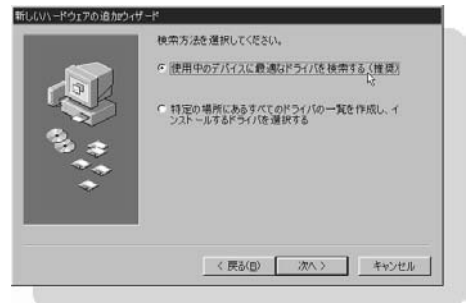 新しいハードウェアの追加ウィザード
検索方法を選択してください。
使用中のデバイスに最適なドライバを検索する(推奨)
特定の場所にあるすべてのドライバの一覧を作成し、イ
ンストールするドライバを選択する
< 戻る(B)
次へ >
キャンセル